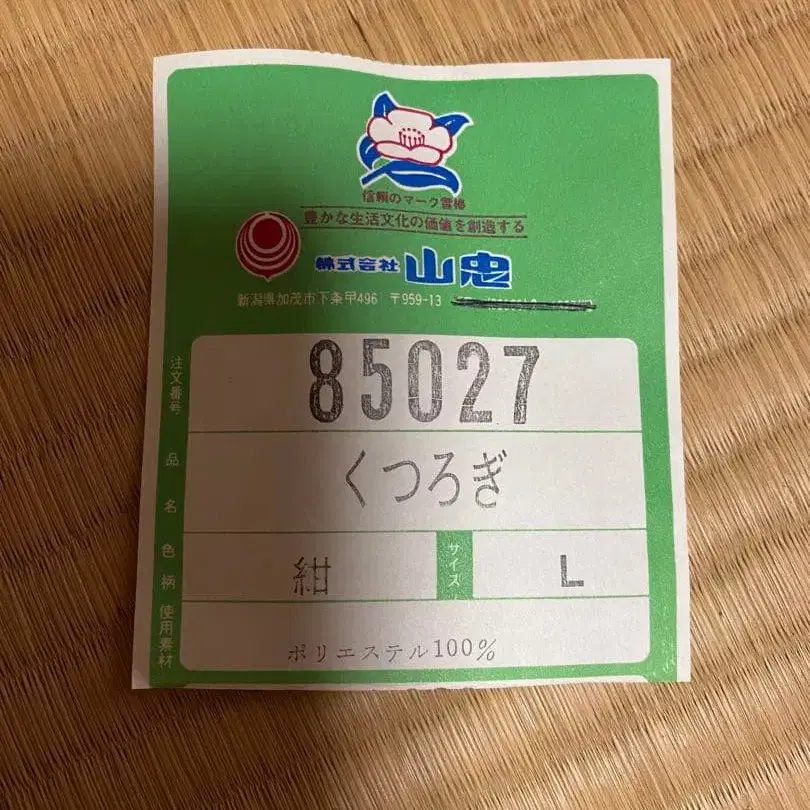 信頼のマーク雪椿
豊かな生活文化の価値を創造する
株式会社 山忠
新潟県加茂市下条甲496 〒959-13
注文番号 85027
品名 くつろぎ
色柄 紺 サイズ L
使用素材 ポリエステル100%